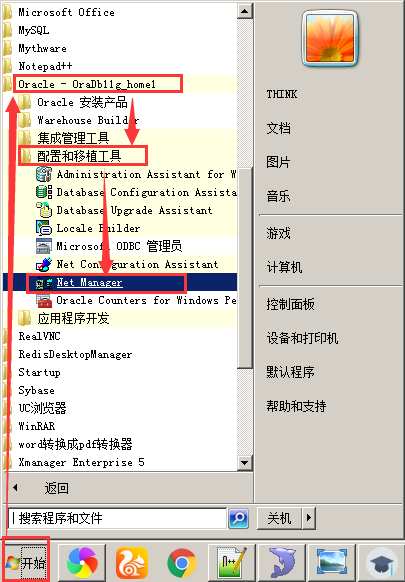 Microsoft Office
MySQL
Mythware
Notepad++
Oracle - OraDb11g_home1
Oracle 安装产品
Warehouse Builder
集成管理工具
配置和移植工具
Administration Assistant for W
Database Configuration Assista
Database Upgrade Assistant
Locale Builder
Microsoft ODBC 管理员
Net Configuration Assistant
Net Manager
Oracle Counters for Windows Pe
应用程序开发
RealVNC
RedisDesktopManager
Startup
Sybase
UC浏览器
WinRAR
word转换成pdf转换器
Xmanager Enterprise 5
返回
搜索程序和文件
THINK
文档
图片
音乐
游戏
计算机
控制面板
设备和打印机
默认程序
帮助和支持
关机
开始